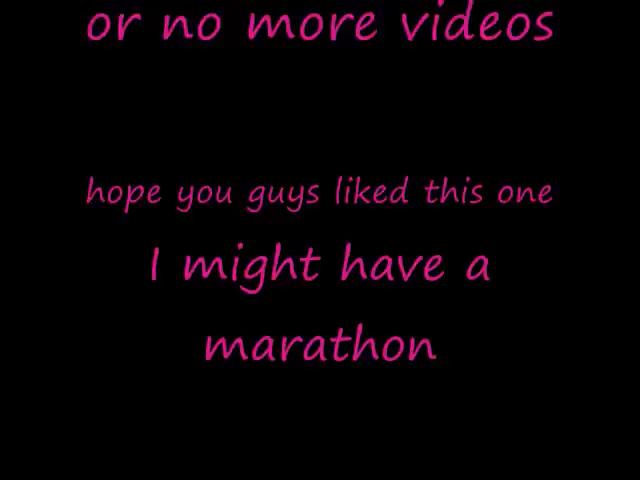 or no more videos
hope you guys liked this one
I might have a
marathon